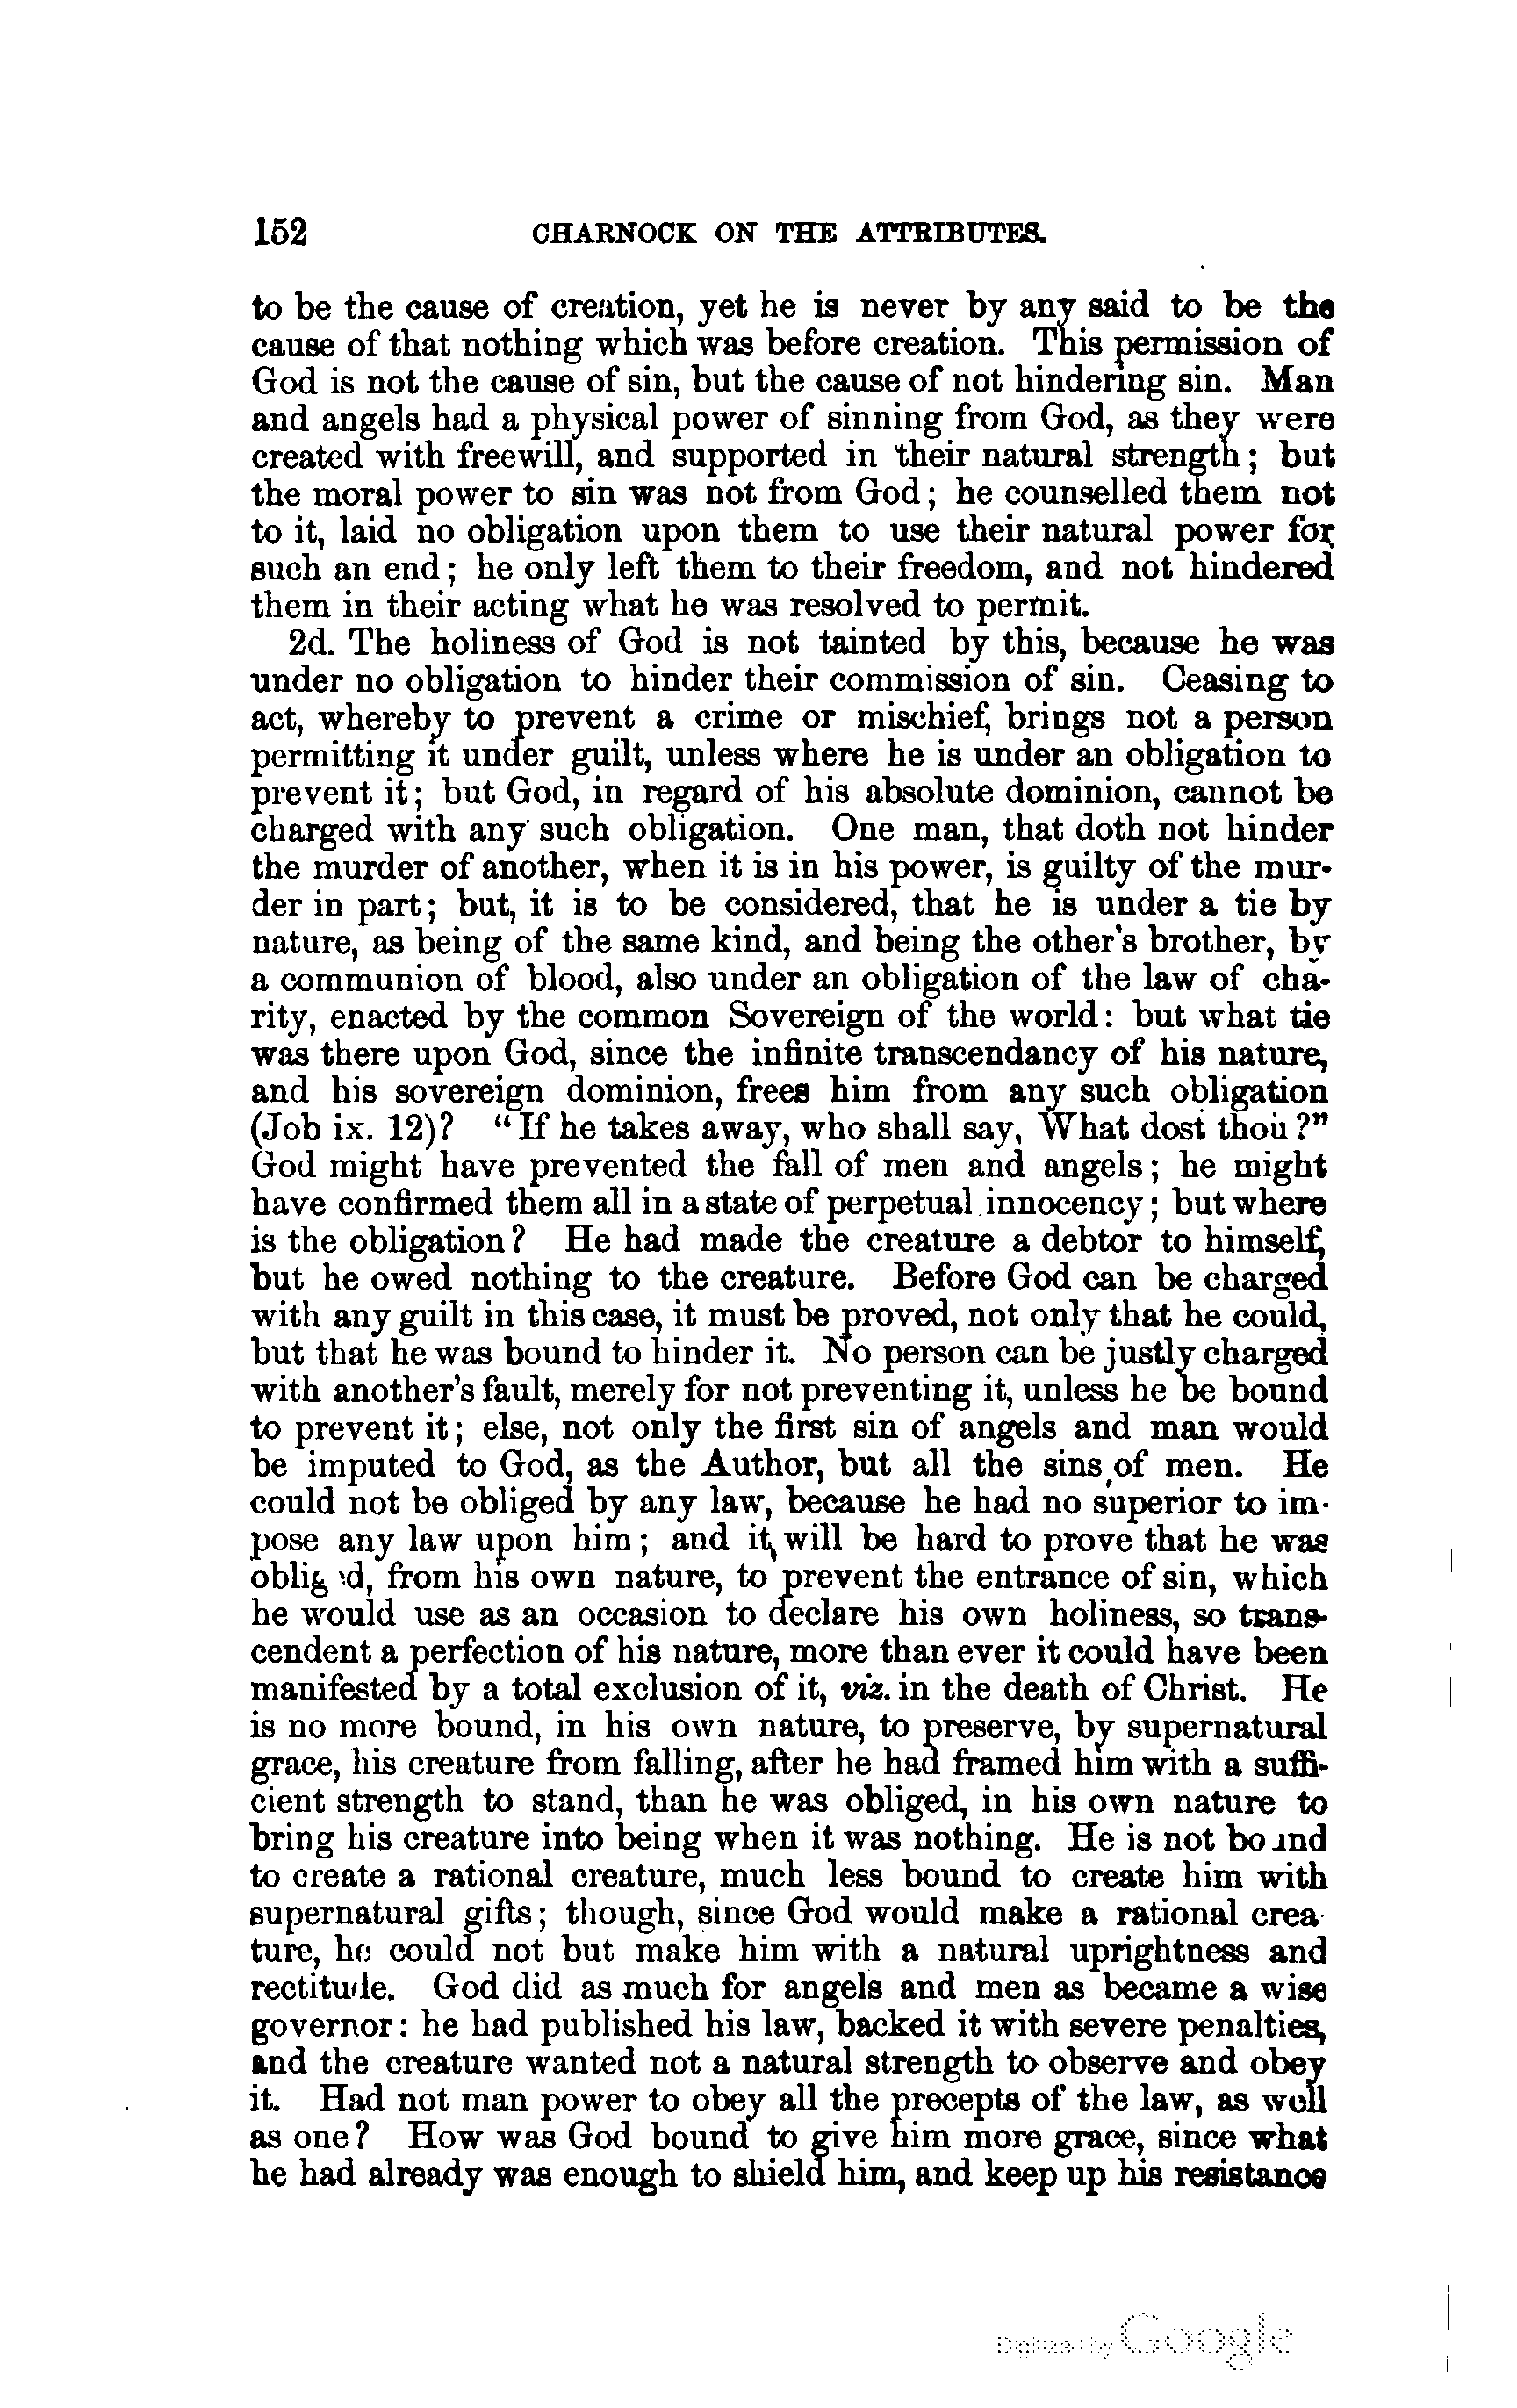 152 CHARNOCK ON THE ATTRIBUTES.
to be the cause of creation, yet he is never by any said to be the
cause of that nothing which was before creation. This permission of
God is not the cause of sin, but the cause of not hindering sin. Man
and angels had a physical power of sinning from God, as they were
created with freewill, and supported in their natural strength; but
the moral power to sin was not from God; he counselled them not
to it, laid no obligation upon them to use their natural power for
such an end; he only left them to their freedom, and not hindered
them in their acting what he was resolved to permit.
2d. The holiness of God is not tainted by this, because he was
under no obligation to hinder their commission of sin. Ceasing to
act, whereby to prevent a crime or mischief, brings not a person
permitting it under guilt, unless where he is under an obligation to
prevent it; but God, in regard of his absolute dominion, cannot be
charged with any such obligation. One man, that doth not hinder
the murder of another, when it is in his power, is guilty of the mur-
der in part; but, it is to be considered, that he is under a tie by
nature, as being of the same kind, and being the other's brother, by
a communion of blood, also under an obligation of the law of cha-
rity, enacted by the common Sovereign of the world: but what tie
was there upon God, since the infinite transcendancy of his nature,
and his sovereign dominion, frees him from any such obligation
(Job ix. 12)? "If he takes away, who shall say, What dost thou?"
God might have prevented the fall of men and angels; he might
have confirmed them all in a state of perpetual innocency; but where
is the obligation? He had made the creature a debtor to himself,
but he owed nothing to the creature. Before God can be charged
with any guilt in this case, it must be proved, not only that he could,
but that he was bound to hinder it. No person can be justly charged
with another's fault, merely for not preventing it, unless he be bound
to prevent it; else, not only the first sin of angels and man would
be imputed to God, as the Author, but all the sins of men. He
could not be obliged by any law, because he had no superior to im-
pose any law upon him; and it will be hard to prove that he was
obliged, from his own nature, to prevent the entrance of sin, which
he would use as an occasion to declare his own holiness, so trans-
cendent a perfection of his nature, more than ever it could have been
manifested by a total exclusion of it, viz. in the death of Christ. He
is no more bound, in his own nature, to preserve, by supernatural
grace, his creature from falling, after he had framed him with a suffi-
cient strength to stand, than he was obliged, in his own nature to
bring his creature into being when it was nothing. He is not bound
to create a rational creature, much less bound to create him with
supernatural gifts; though, since God would make a rational crea-
ture, he could not but make him with a natural uprightness and
rectitude. God did as much for angels and men as became a wise
governor: he had published his law, backed it with severe penalties,
and the creature wanted not a natural strength to observe and obey
it. Had not man power to obey all the precepts of the law, as well
as one? How was God bound to give him more grace, since what
he had already was enough to shield him, and keep up his resistance
Digitized by Google